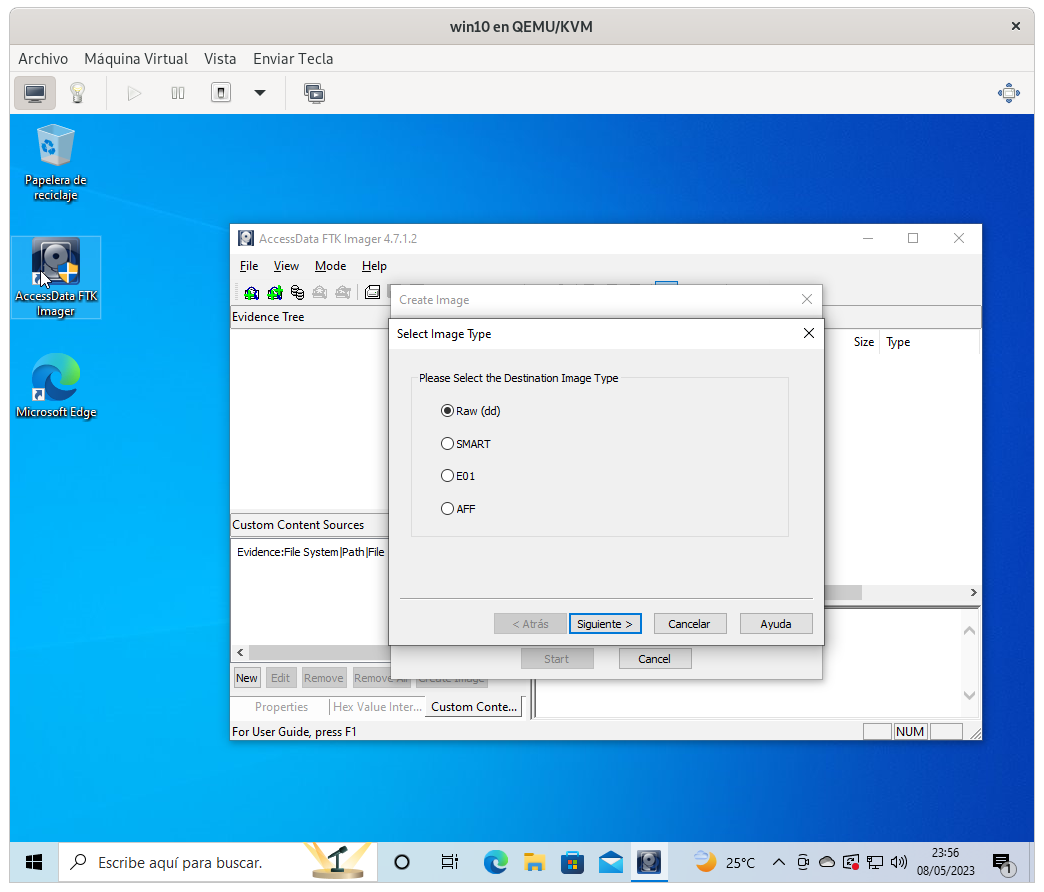 win10 en QEMU/KVM
Archivo Máquina Virtual Vista Enviar Tecla
Papelera de
reciclaje
AccessData FTK
Imager
Microsoft Edge
AccessData FTK Imager 4.7.1.2
File View Mode Help
Evidence Tree
Size Type
Create Image
Select Image Type
Please Select the Destination Image Type
Raw (dd)
SMART
E01
AFF
< Atrás Siguiente > Cancelar Ayuda
Start Cancel
Custom Content Sources
Evidence:File System|Path|File
New Edit Remove Remove All Create Image
Properties Hex Value Inter... Custom Conte...
For User Guide, press F1
NUM
Escribe aquí para buscar.
25°C
23:56
08/05/2023
1